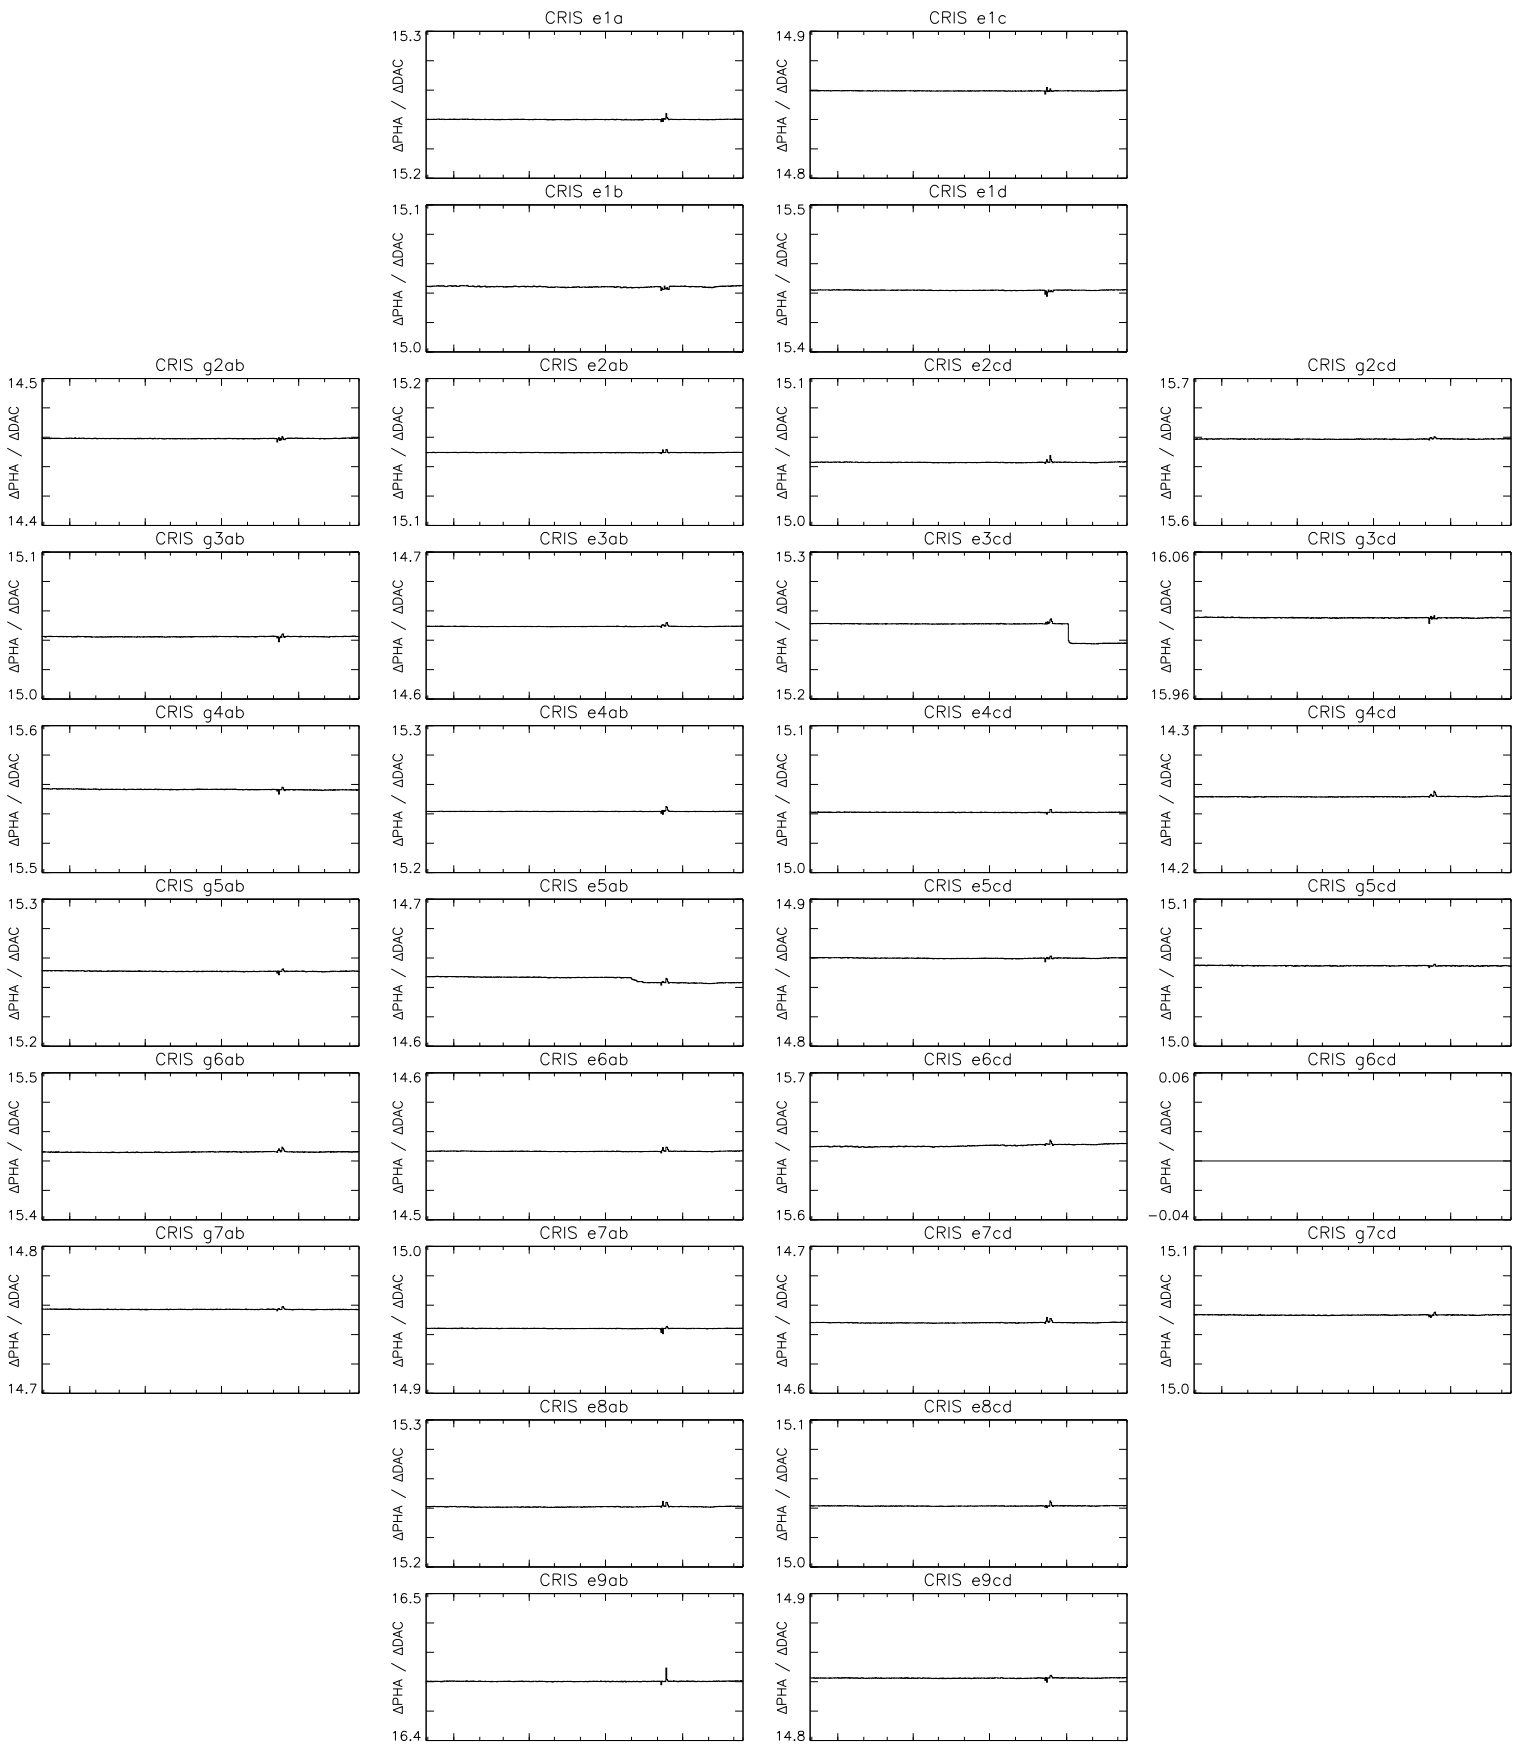 CRIS e1a
15.3
ΔPHA / ΔDAC
15.2
CRIS e1c
14.9
ΔPHA / ΔDAC
14.8
CRIS e1b
15.1
ΔPHA / ΔDAC
15.0
CRIS e1d
15.5
ΔPHA / ΔDAC
15.4
CRIS g2ab
14.5
ΔPHA / ΔDAC
14.4
CRIS e2ab
15.2
ΔPHA / ΔDAC
15.1
CRIS e2cd
15.1
ΔPHA / ΔDAC
15.0
CRIS g2cd
15.7
ΔPHA / ΔDAC
15.6
CRIS g3ab
15.1
ΔPHA / ΔDAC
15.0
CRIS e3ab
14.7
ΔPHA / ΔDAC
14.6
CRIS e3cd
15.3
ΔPHA / ΔDAC
15.2
CRIS g3cd
16.06
ΔPHA / ΔDAC
15.96
CRIS g4ab
15.6
ΔPHA / ΔDAC
15.5
CRIS e4ab
15.3
ΔPHA / ΔDAC
15.2
CRIS e4cd
15.1
ΔPHA / ΔDAC
15.0
CRIS g4cd
14.3
ΔPHA / ΔDAC
14.2
CRIS g5ab
15.3
ΔPHA / ΔDAC
15.2
CRIS e5ab
14.7
ΔPHA / ΔDAC
14.6
CRIS e5cd
14.9
ΔPHA / ΔDAC
14.8
CRIS g5cd
15.1
ΔPHA / ΔDAC
15.0
CRIS g6ab
15.5
ΔPHA / ΔDAC
15.4
CRIS e6ab
14.6
ΔPHA / ΔDAC
14.5
CRIS e6cd
15.7
ΔPHA / ΔDAC
15.6
CRIS g6cd
0.06
ΔPHA / ΔDAC
−0.04
CRIS g7ab
14.8
ΔPHA / ΔDAC
14.7
CRIS e7ab
15.0
ΔPHA / ΔDAC
14.9
CRIS e7cd
14.7
ΔPHA / ΔDAC
14.6
CRIS g7cd
15.1
ΔPHA / ΔDAC
15.0
CRIS e8ab
15.3
ΔPHA / ΔDAC
15.2
CRIS e8cd
15.1
ΔPHA / ΔDAC
15.0
CRIS e9ab
16.5
ΔPHA / ΔDAC
16.4
CRIS e9cd
14.9
ΔPHA / ΔDAC
14.8